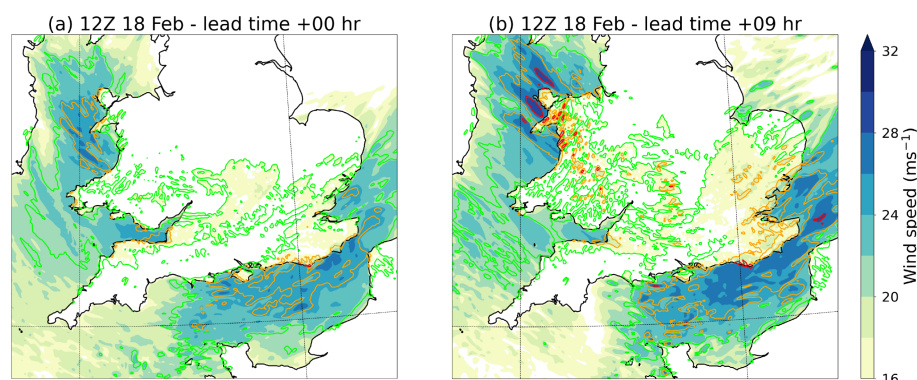 (a) 12Z 18 Feb - lead time +00 hr
(b) 12Z 18 Feb - lead time +09 hr
32
28
24
20
16
Wind speed (ms⁻¹)